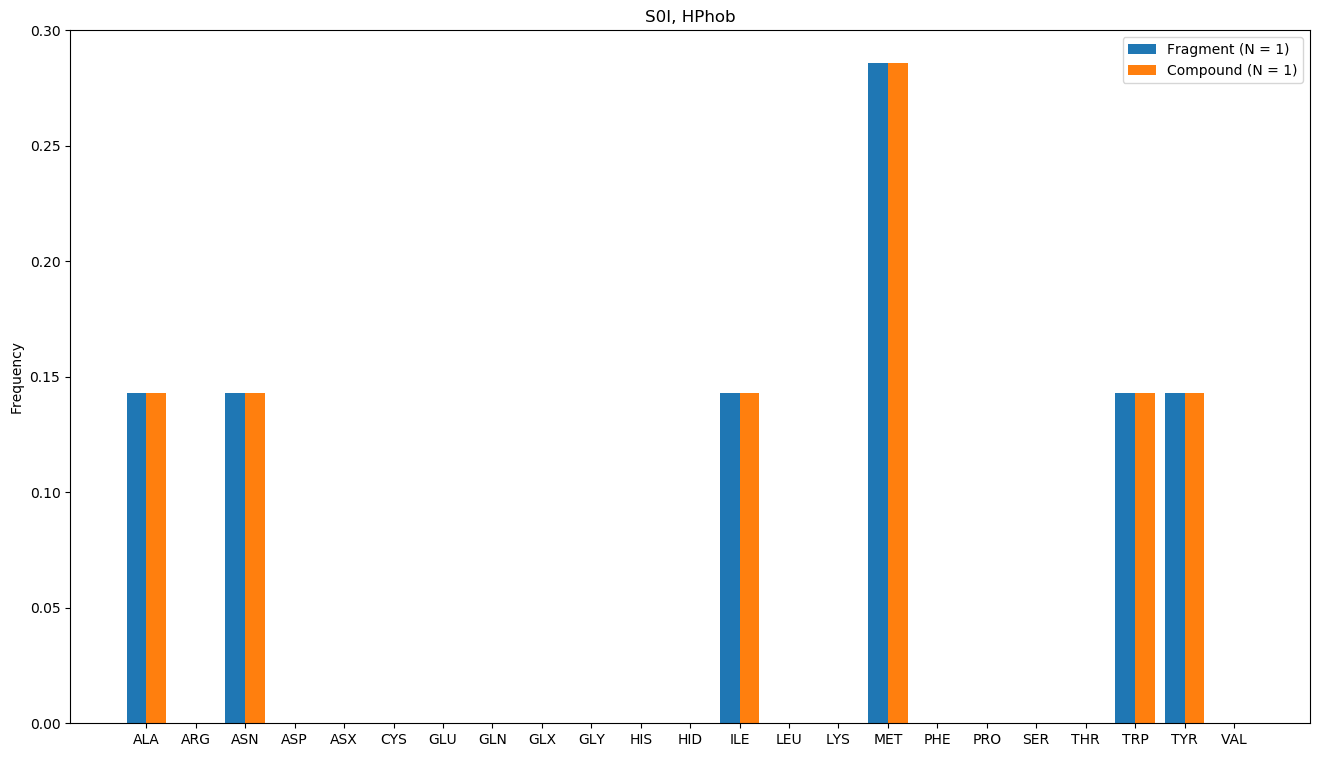 S0I, HPhob
Fragment (N = 1)
Compound (N = 1)
Frequency
0.30
0.25
0.20
0.15
0.10
0.05
0.00
ALA ARG ASN ASP ASX CYS GLU GLN GLX GLY HIS HID ILE LEU LYS MET PHE PRO SER THR TRP TYR VAL